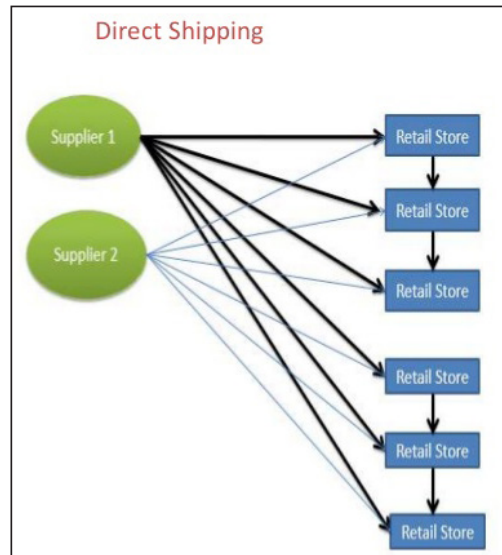 Direct Shipping
Supplier 1
Retail Store
Retail Store
Supplier 2
Retail Store
Retail Store
Retail Store
Retail Store